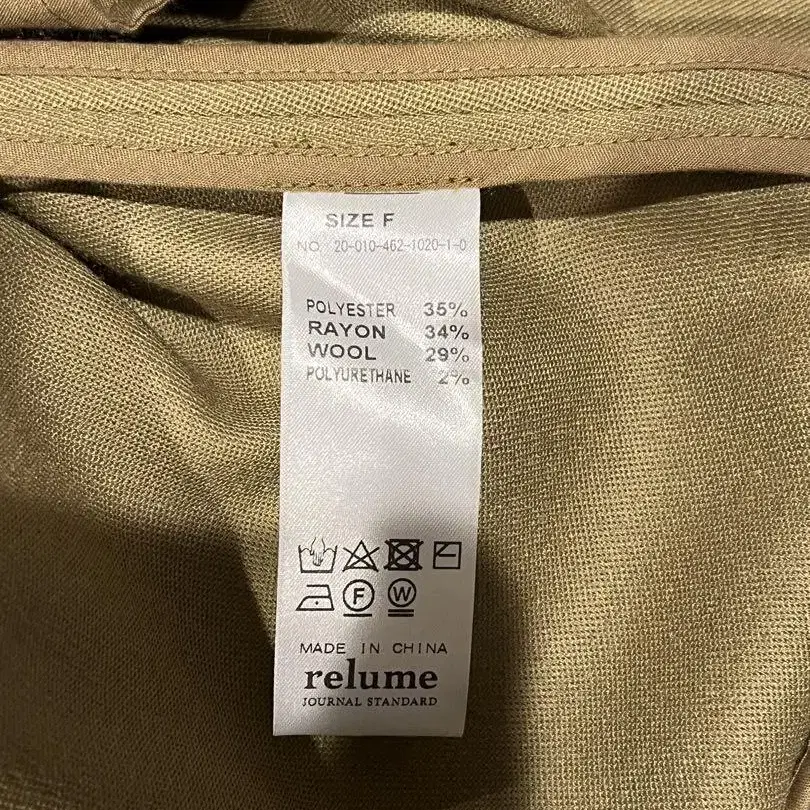 SIZE F
NO. 20-010-462-1020-1-0
POLYESTER 35%
RAYON 34%
WOOL 29%
POLYURETHANE 2%
F W
MADE IN CHINA
relume
JOURNAL STANDARD